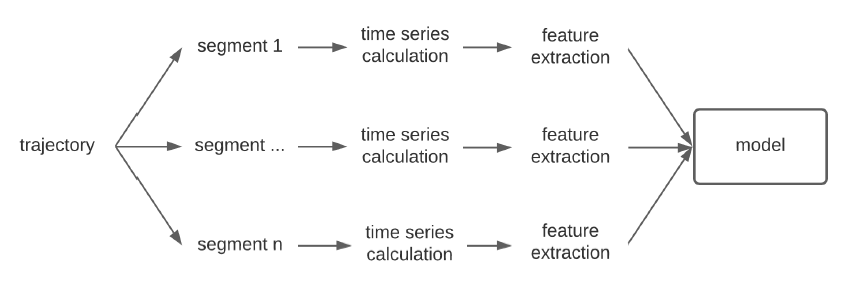 trajectory
segment 1
time series
calculation
feature
extraction
segment ...
time series
calculation
feature
extraction
segment n
time series
calculation
feature
extraction
model